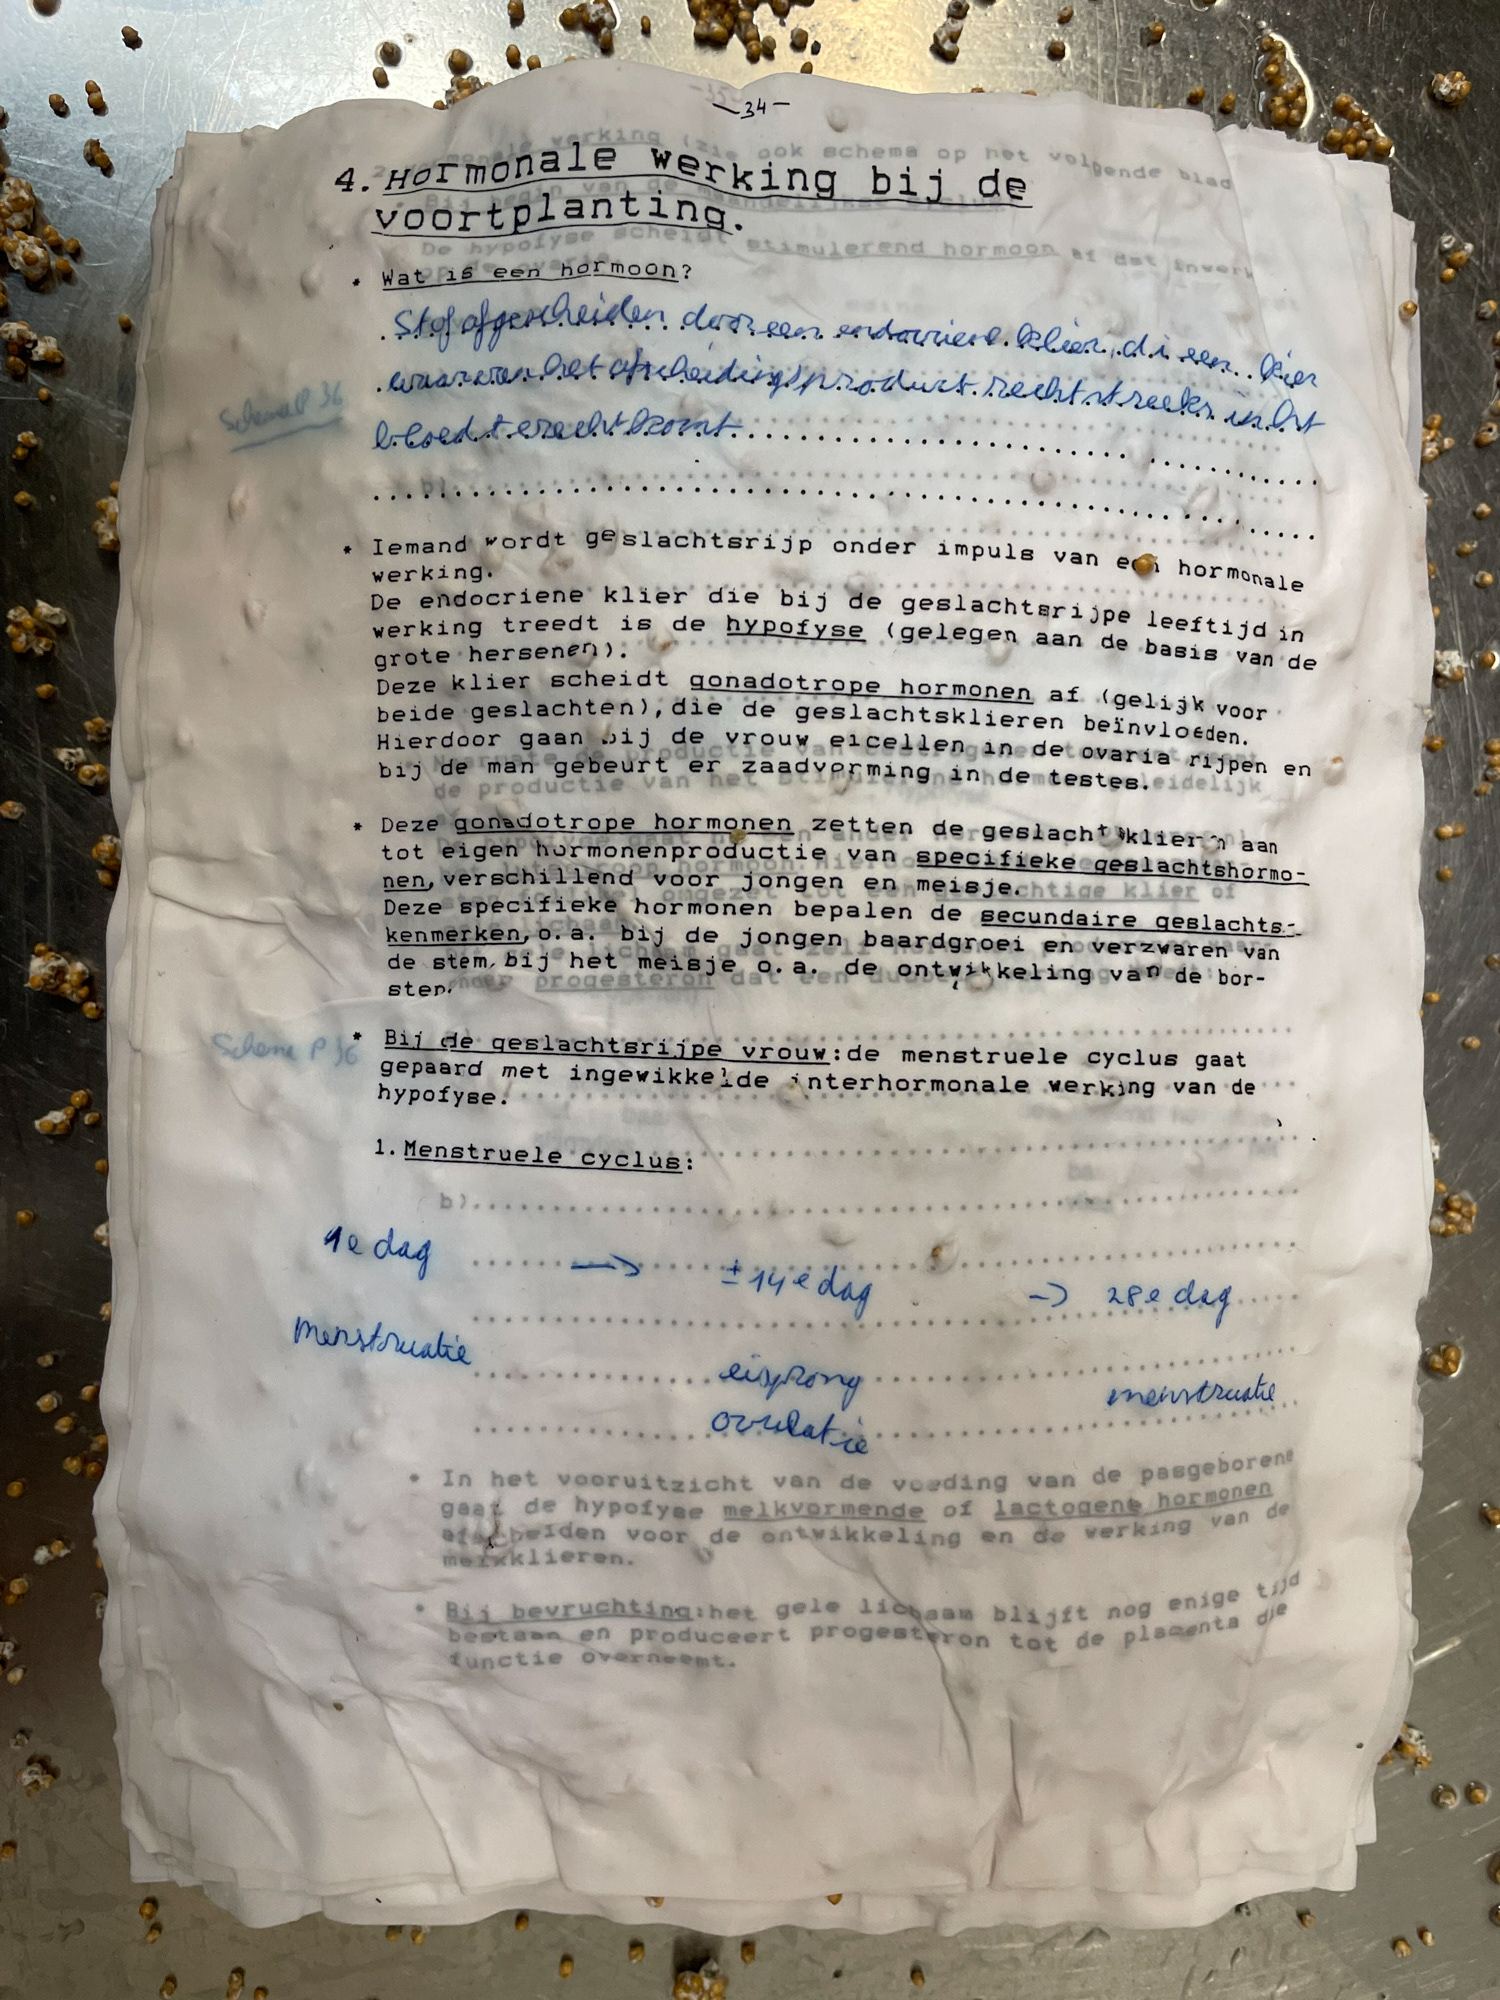 -34-
4. Hormonale werking bij de
voortplanting.
* Wat is een hormoon?
Stof afgescheiden door een endocriene klier, d.i. een klier
waarvan het afscheidingsproduct rechtstreeks in het
bloed terechtkomt
Schema P 36
* Iemand wordt geslachtsrijp onder impuls van een hormonale
werking.
De endocriene klier die bij de geslachtsrijpe leeftijd in
werking treedt is de hypofyse (gelegen aan de basis van de
grote hersenen).
Deze klier scheidt gonadotrope hormonen af (gelijk voor
beide geslachten), die de geslachtsklieren beïnvloeden.
Hierdoor gaan bij de vrouw eicellen in de ovaria rijpen en
bij de man gebeurt er zaadvorming in de testes.
* Deze gonadotrope hormonen zetten de geslachtsklieren aan
tot eigen hormonenproductie van specifieke geslachtshormo-
nen, verschillend voor jongen en meisje.
Deze specifieke hormonen bepalen de secundaire geslachts-
kenmerken, o.a. bij de jongen baardgroei en verzwaren van
de stem, bij het meisje o.a. de ontwikkeling van de bor-
sten.
Schema P 36
* Bij de geslachtsrijpe vrouw: de menstruele cyclus gaat
gepaard met ingewikkelde interhormonale werking van de
hypofyse.
1. Menstruele cyclus:
b)
1e dag → ± 14e dag → 28e dag
menstruatie eisprong menstruatie
ovulatie
• In het vooruitzicht van de voeding van de pasgeborene
gaat de hypofyse melkvormende of lactogene hormonen
afscheiden voor de ontwikkeling en de werking van de
melkklieren.
• Bij bevruchting: het gele lichaam blijft nog enige tijd
bestaan en produceert progesteron tot de placenta die
functie overneemt.